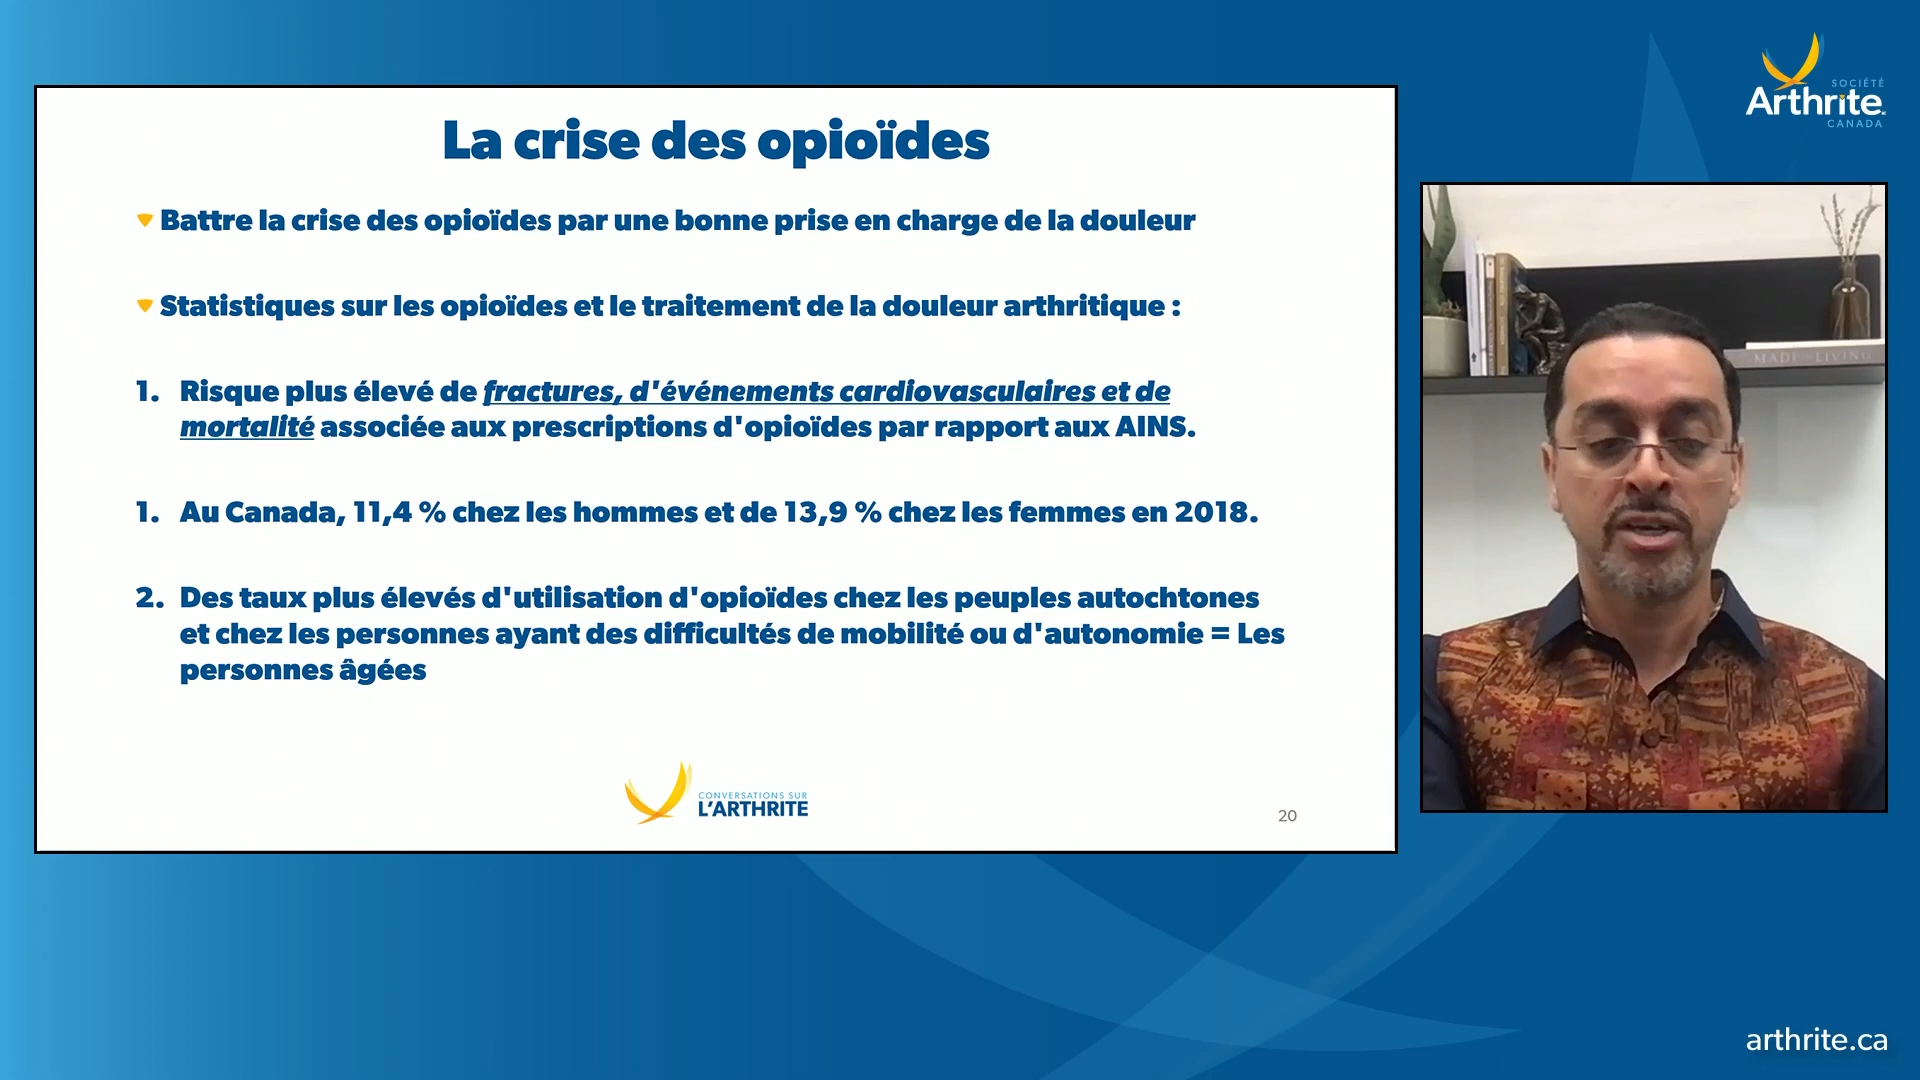 La crise des opioïdes
Battre la crise des opioïdes par une bonne prise en charge de la douleur
Statistiques sur les opioïdes et le traitement de la douleur arthritique :
1. Risque plus élevé de fractures, d'événements cardiovasculaires et de
mortalité associée aux prescriptions d'opioïdes par rapport aux AINS.
1. Au Canada, 11,4 % chez les hommes et de 13,9 % chez les femmes en 2018.
2. Des taux plus élevés d'utilisation d'opioïdes chez les peuples autochtones
et chez les personnes ayant des difficultés de mobilité ou d'autonomie = Les
personnes âgées
CONVERSATIONS SUR
L'ARTHRITE
20
SOCIÉTÉ
Arthrite
CANADA
MADE LIVING
arthrite.ca